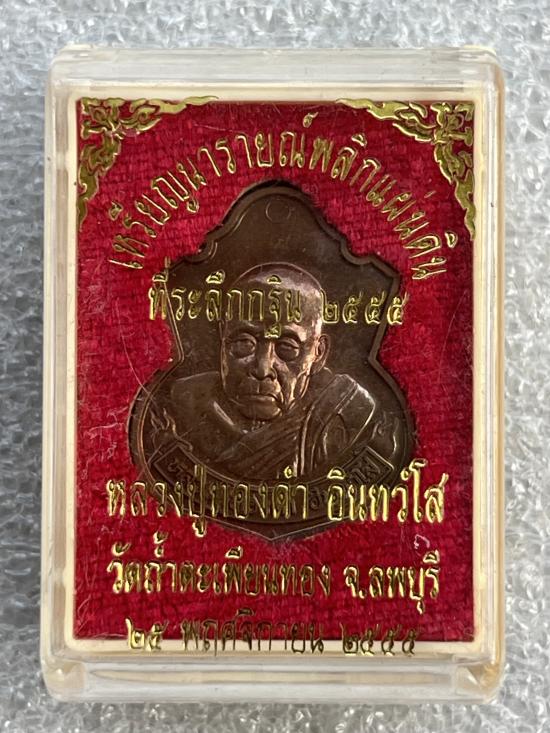 เหรียญนารายณ์พลิกแผ่นดิน
ที่ระลึกกฐิน ๒๕๕๕
หลวงปู่ทองดำ อินทวํโส
วัดถ้ำตะเพียนทอง จ.ลพบุรี
๒๕ พฤศจิกายน ๒๕๕๕